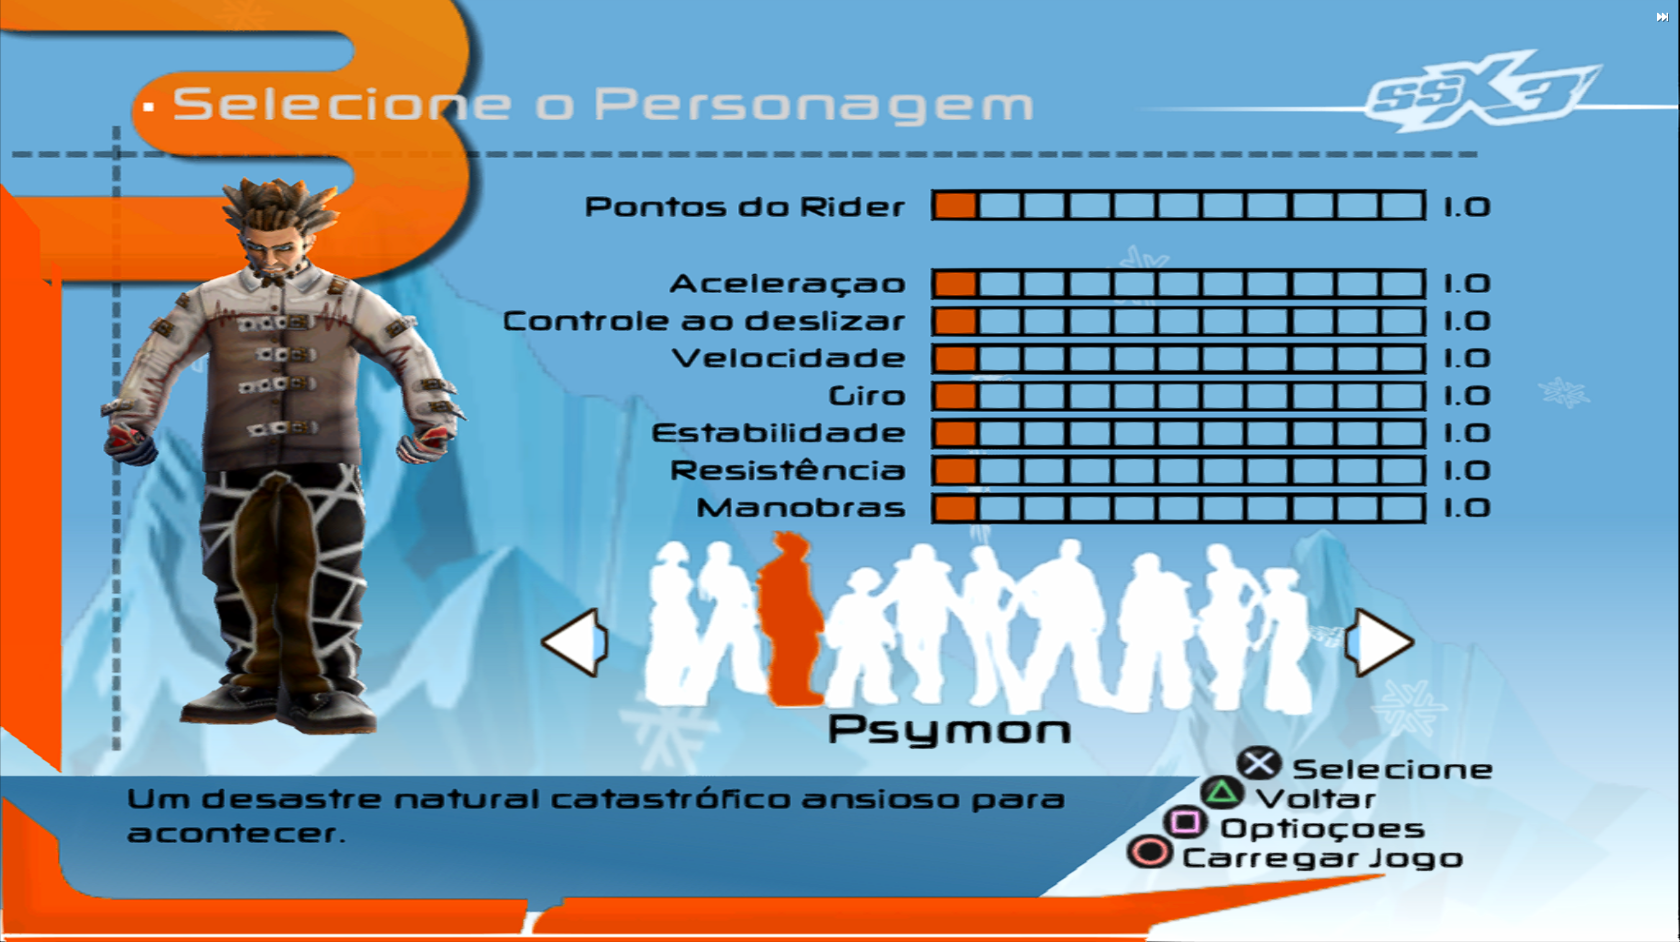 Selecione o Personagem
SSX3
Pontos do Rider 1.0
Aceleraçao 1.0
Controle ao deslizar 1.0
Velocidade 1.0
Giro 1.0
Estabilidade 1.0
Resistência 1.0
Manobras 1.0
Psymon
Um desastre natural catastrófico ansioso para
acontecer.
Selecione
Voltar
Optioçoes
Carregar Jogo